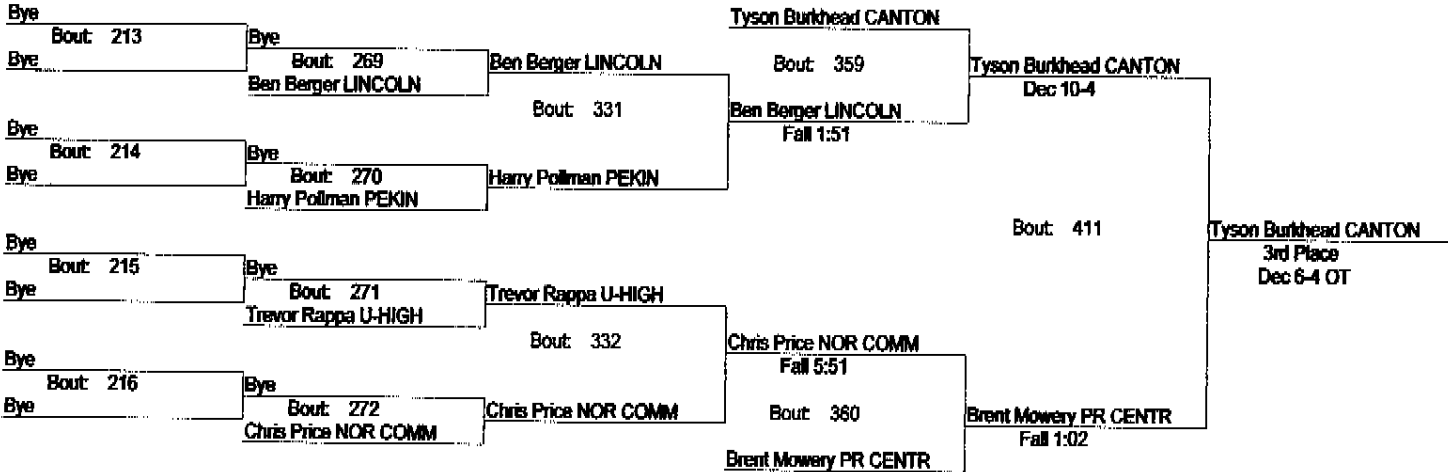 Bye
Bout: 213
Bye
Bye
Bout: 269
Ben Berger LINCOLN
Ben Berger LINCOLN
Bout: 331
Bye
Bout: 214
Bye
Bye
Bout: 270
Harry Pollman PEKIN
Harry Pollman PEKIN
Tyson Burkhead CANTON
Bout: 359
Ben Berger LINCOLN
Fall 1:51
Tyson Burkhead CANTON
Dec 10-4
Bye
Bout: 215
Bye
Bye
Bout: 271
Trevor Rappa U-HIGH
Trevor Rappa U-HIGH
Bout: 332
Bye
Bout: 216
Bye
Bye
Bout: 272
Chris Price NOR COMM
Chris Price NOR COMM
Chris Price NOR COMM
Fall 5:51
Bout: 360
Brent Mowery PR CENTR
Brent Mowery PR CENTR
Fall 1:02
Bout: 411
Tyson Burkhead CANTON
3rd Place
Dec 6-4 OT